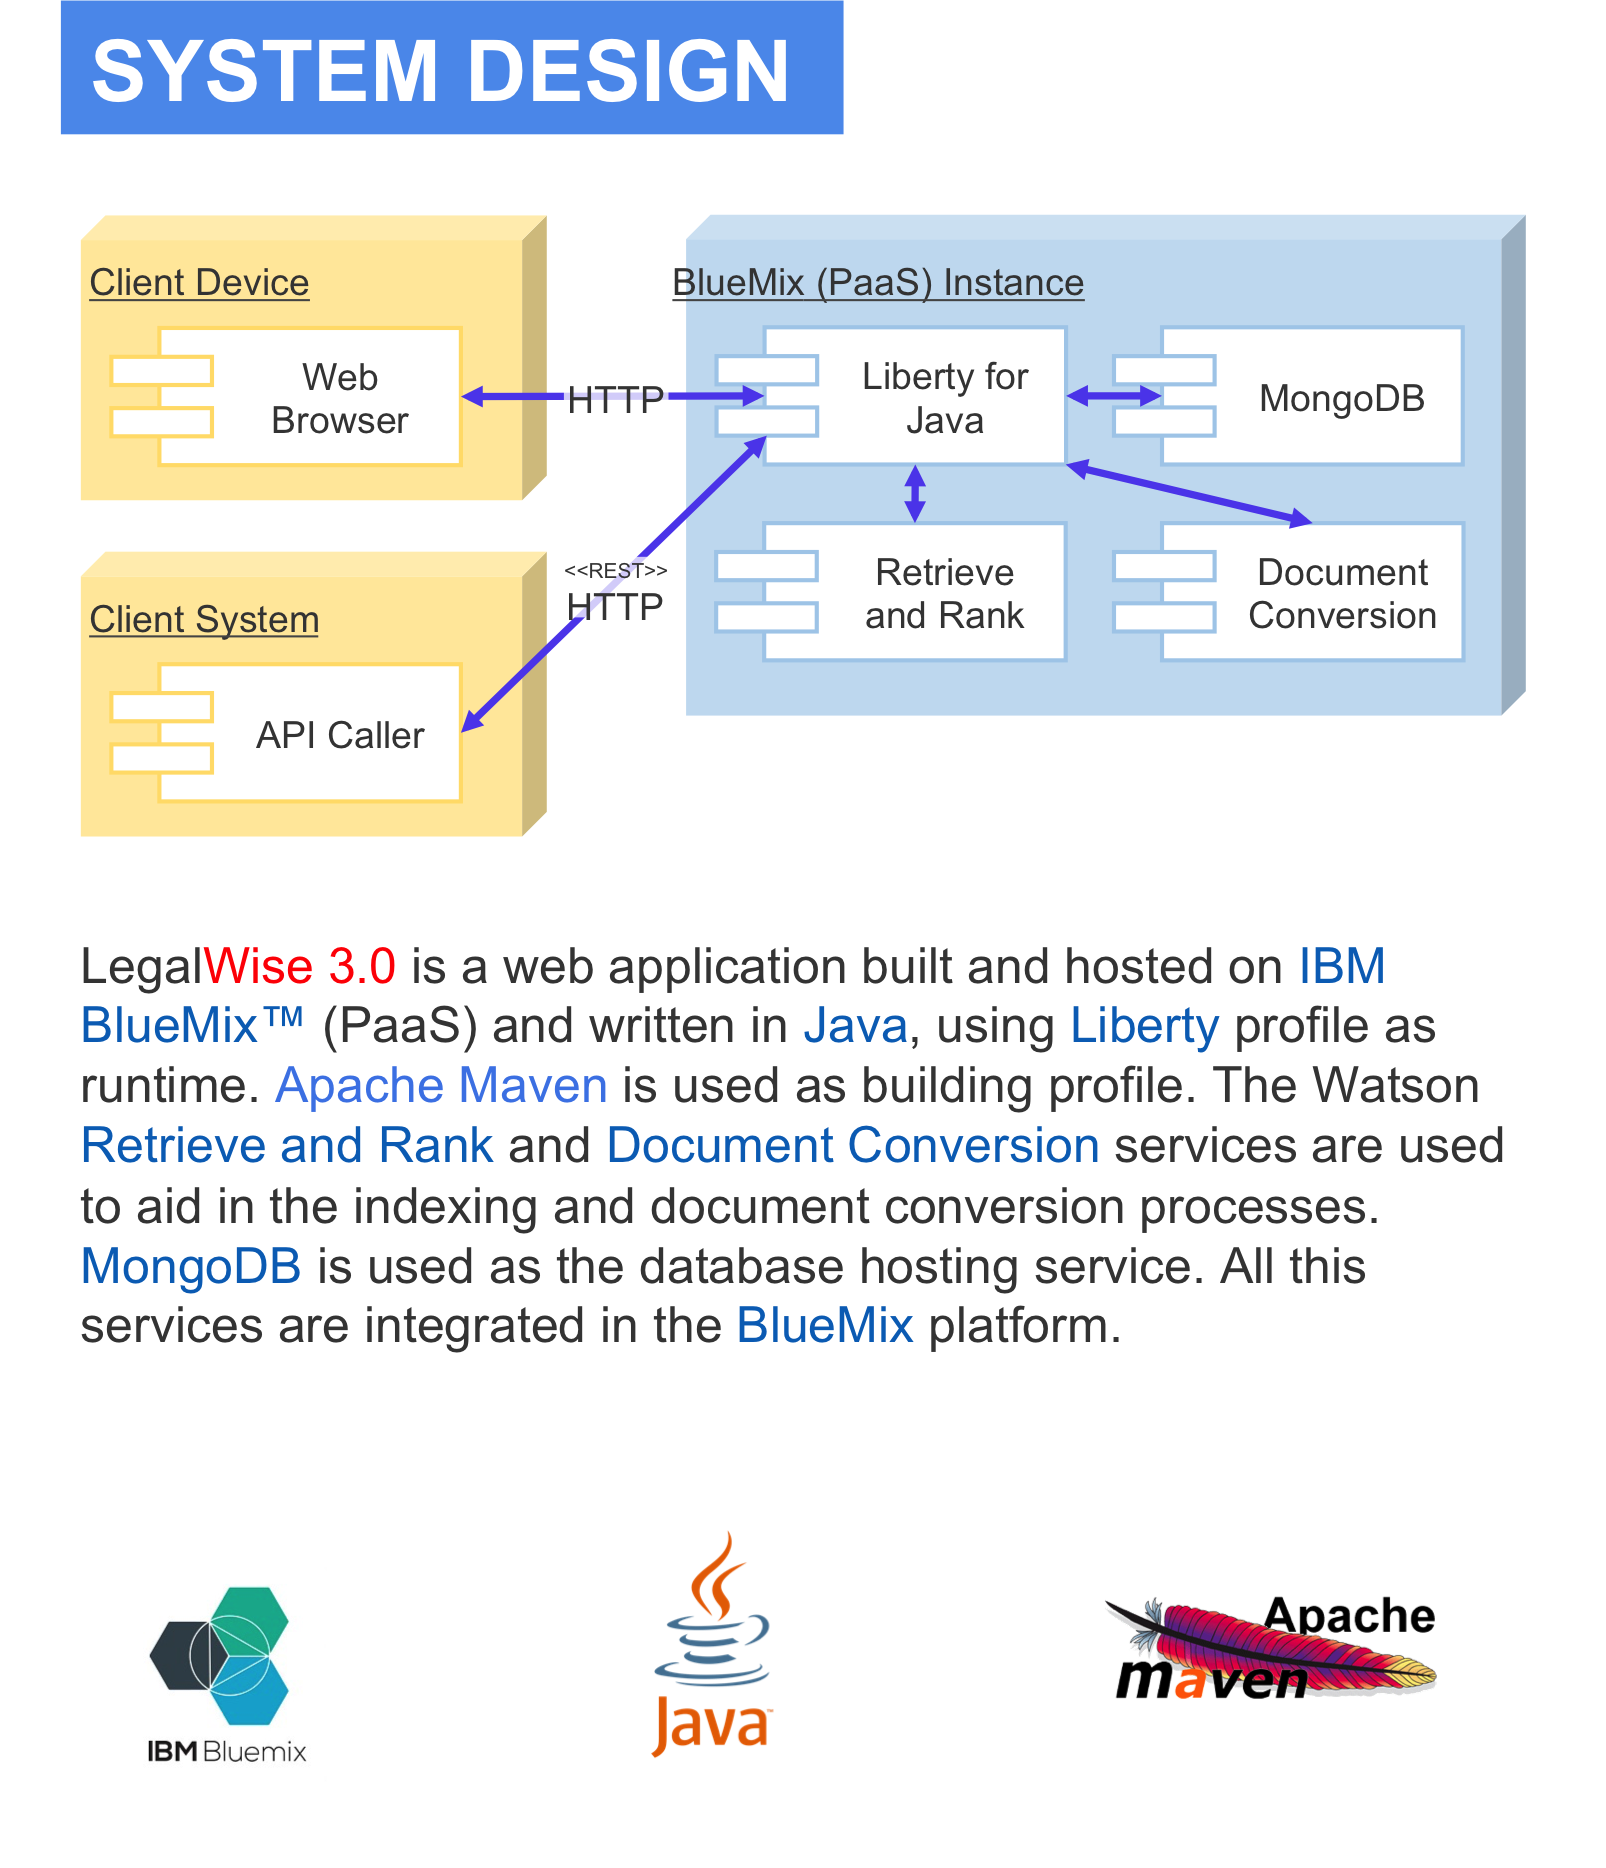 SYSTEM DESIGN
Client Device
Web
Browser
HTTP
BlueMix (PaaS) Instance
Liberty for
Java
MongoDB
<<REST>>
HTTP
Retrieve
and Rank
Document
Conversion
Client System
API Caller
LegalWise 3.0 is a web application built and hosted on IBM
BlueMix™ (PaaS) and written in Java, using Liberty profile as
runtime. Apache Maven is used as building profile. The Watson
Retrieve and Rank and Document Conversion services are used
to aid in the indexing and document conversion processes.
MongoDB is used as the database hosting service. All this
services are integrated in the BlueMix platform.
IBM Bluemix
Java™
Apache
maven